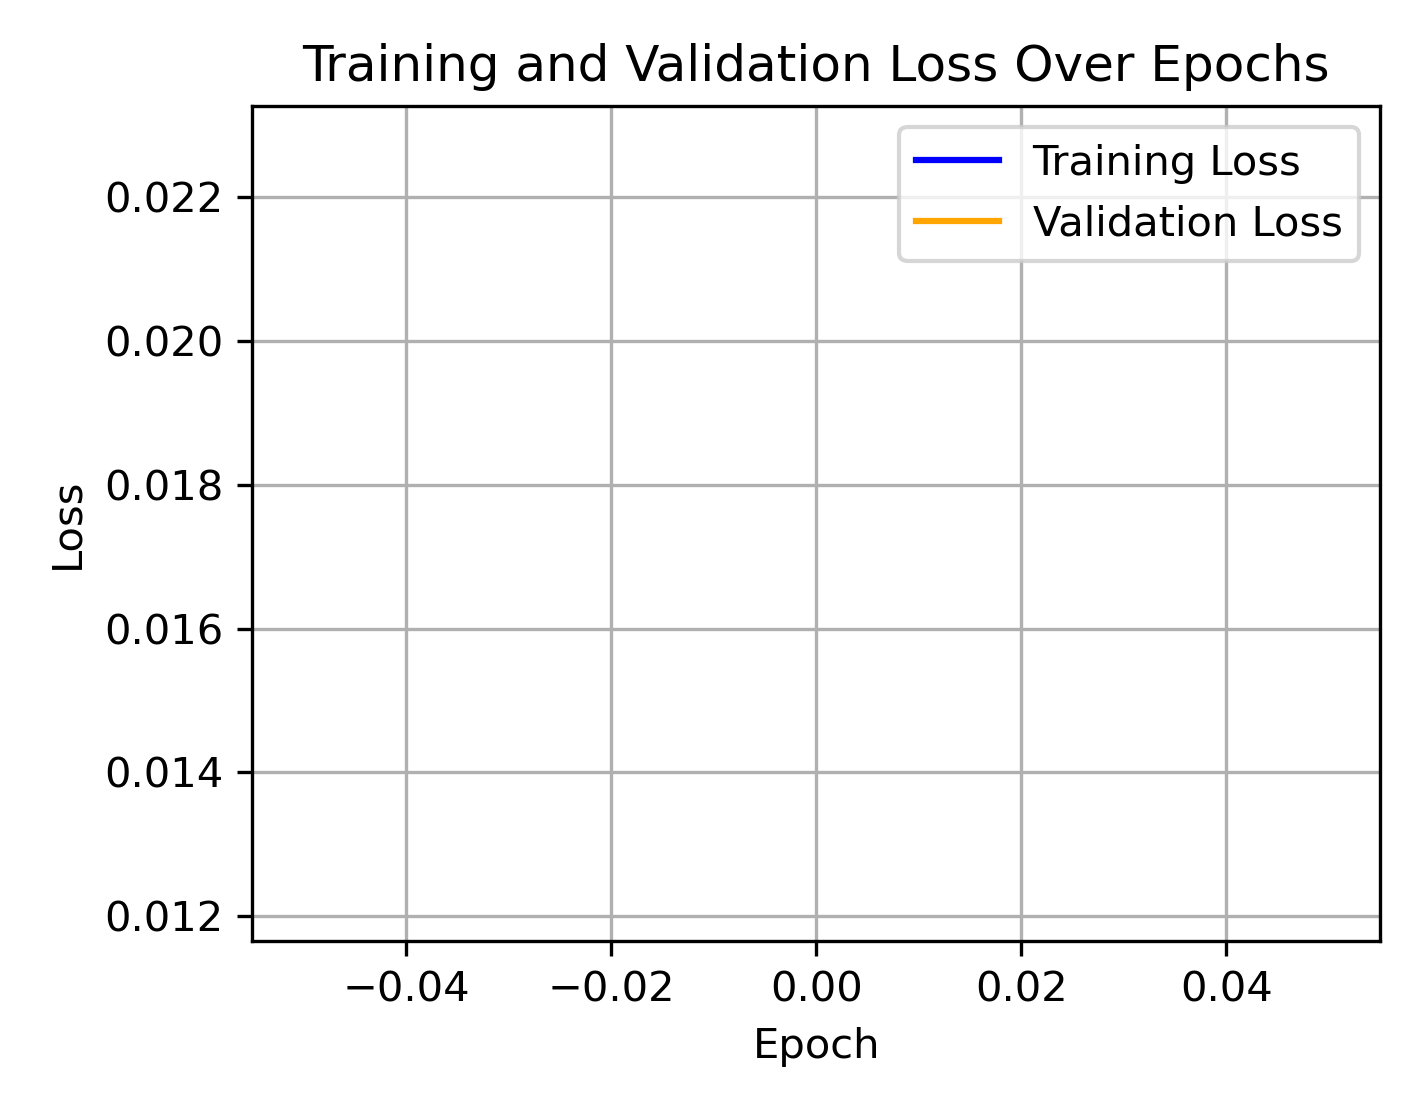 Training and Validation Loss Over Epochs
Training Loss
Validation Loss
0.022
0.020
0.018
0.016
0.014
0.012
Loss
−0.04 −0.02 0.00 0.02 0.04
Epoch